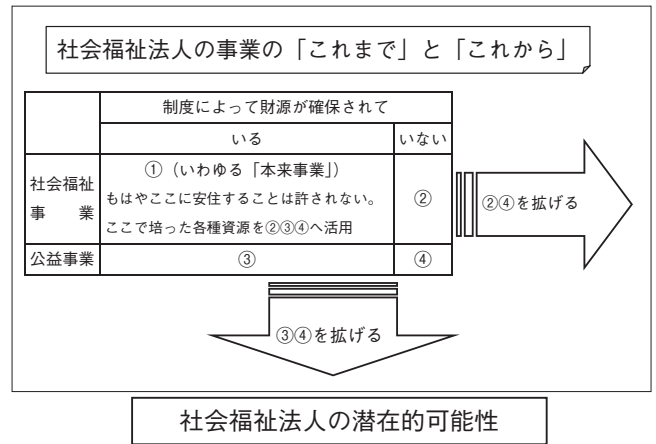 社会福祉法人の事業の「これまで」と「これから」
制度によって財源が確保されて
いる
いない
社会福祉
事　　業
①（いわゆる「本来事業」）
もはやここに安住することは許されない。
ここで培った各種資源を②③④へ活用
②
公益事業
③
④
②④を拡げる
③④を拡げる
社会福祉法人の潜在的可能性